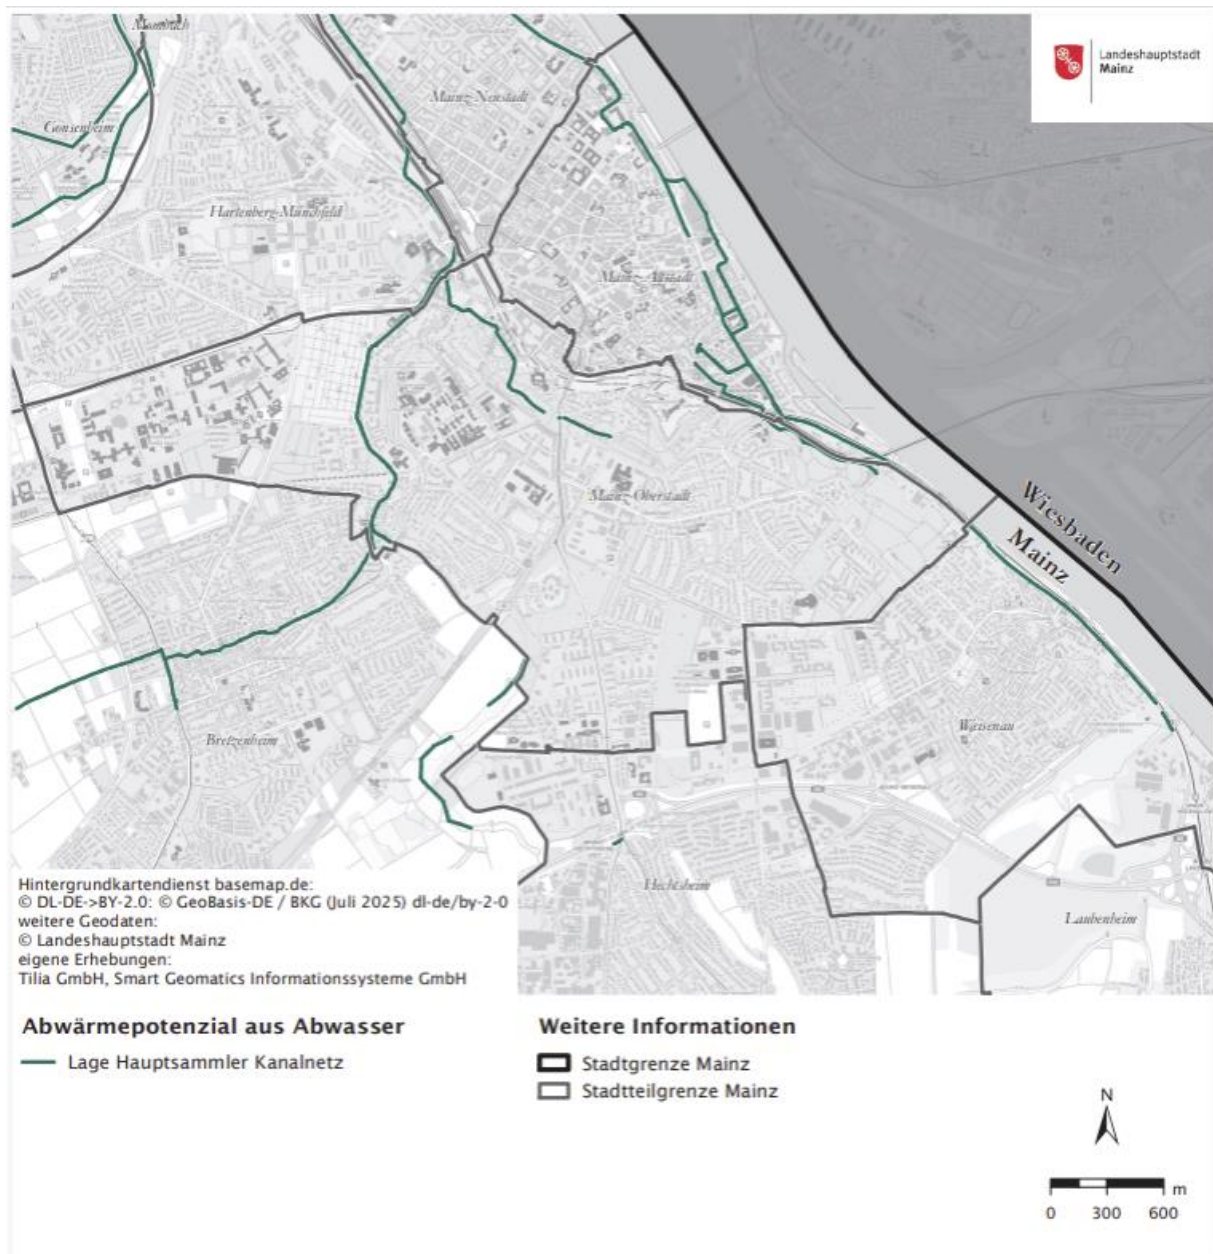 Mombach
Landeshauptstadt
Mainz
Mainz-Neustadt
Gonsenheim
Hartenberg-Münchfeld
Mainz-Altstadt
Mainz-Oberstadt
Wiesbaden
Mainz
Bretzenheim
Weisenau
Hechtsheim
Laubenheim
Hintergrundkartendienst basemap.de:
© DL-DE->BY-2.0: © GeoBasis-DE / BKG (Juli 2025) dl-de/by-2-0
weitere Geodaten:
© Landeshauptstadt Mainz
eigene Erhebungen:
Tilia GmbH, Smart Geomatics Informationssysteme GmbH
Abwärmepotenzial aus Abwasser
Lage Hauptsammler Kanalnetz
Weitere Informationen
Stadtgrenze Mainz
Stadtteilgrenze Mainz
N
m
0 300 600